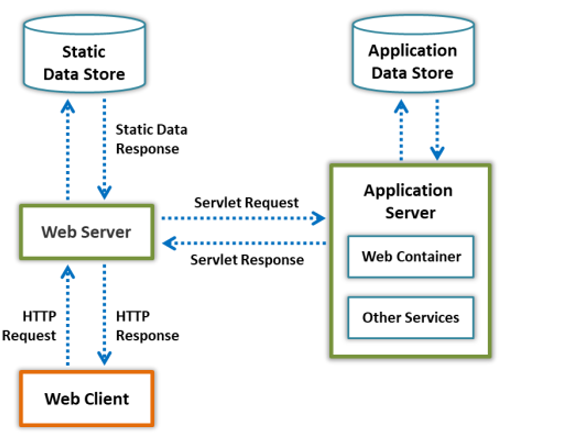 Static
Data Store
Application
Data Store
Static Data
Response
Servlet Request
Application
Server
Web Server
Servlet Response
Web Container
HTTP
Request
HTTP
Response
Other Services
Web Client